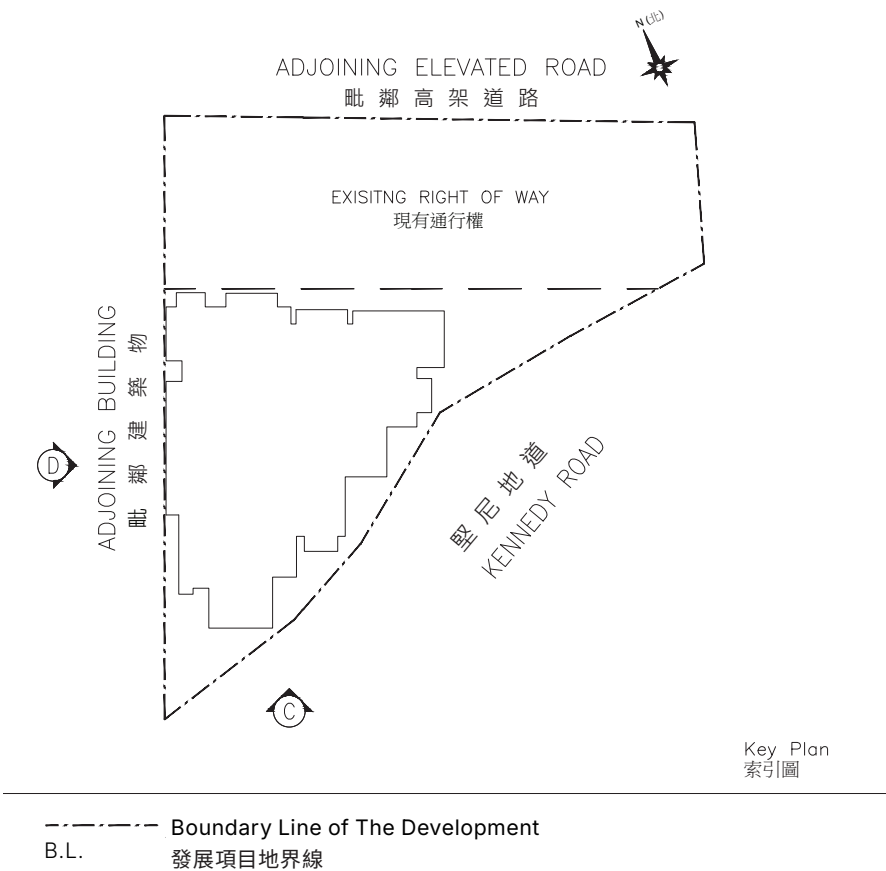 N(北)
ADJOINING ELEVATED ROAD
毗鄰高架道路
EXISITNG RIGHT OF WAY
現有通行權
ADJOINING BUILDING
毗鄰建築物
D
堅尼地道
KENNEDY ROAD
C
Key Plan
索引圖
Boundary Line of The Development
B.L.
發展項目地界線